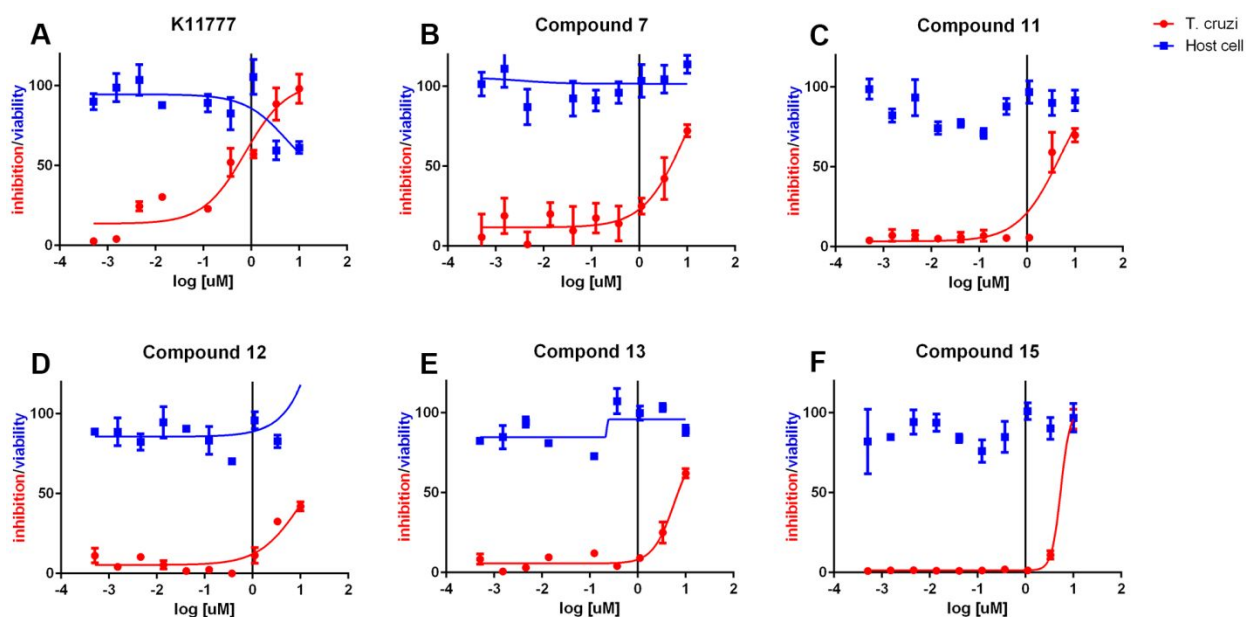 K11777
A
100
50
0
inhibition/viability
-4 -3 -2 -1 0 1 2
log [uM]
Compound 7
B
100
50
0
inhibition/viability
-4 -3 -2 -1 0 1 2
log [uM]
Compound 11
C
100
50
0
inhibition/viability
-4 -3 -2 -1 0 1 2
log [uM]
T. cruzi
Host cell
Compound 12
D
100
50
0
inhibition/viability
-4 -3 -2 -1 0 1 2
log [uM]
Compond 13
E
100
50
0
inhibition/viability
-4 -3 -2 -1 0 1 2
log [uM]
Compound 15
F
100
50
0
inhibition/viability
-4 -3 -2 -1 0 1 2
log [uM]